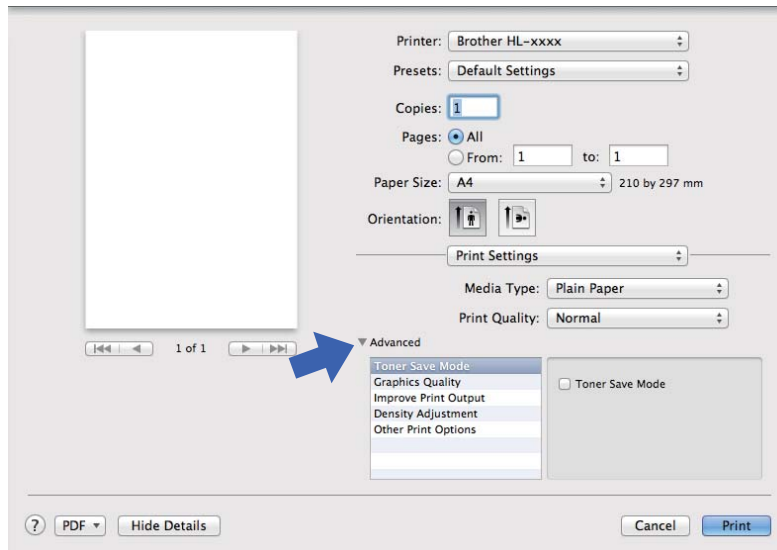 Printer: Brother HL-xxxx
Presets: Default Settings
Copies: 1
Pages: All
From: 1 to: 1
Paper Size: A4 210 by 297 mm
Orientation:
Print Settings
Media Type: Plain Paper
Print Quality: Normal
1 of 1
Advanced
Toner Save Mode
Graphics Quality
Improve Print Output
Density Adjustment
Other Print Options
Toner Save Mode
? PDF Hide Details Cancel Print